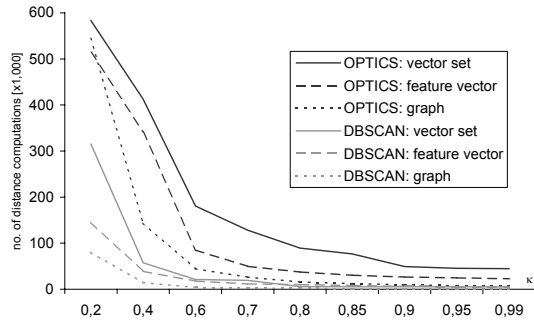 600
500
400
300
200
100
0
no. of distance computations [x1,000]
OPTICS: vector set
OPTICS: feature vector
OPTICS: graph
DBSCAN: vector set
DBSCAN: feature vector
DBSCAN: graph
κ
0,2 0,4 0,6 0,7 0,8 0,85 0,9 0,95 0,99